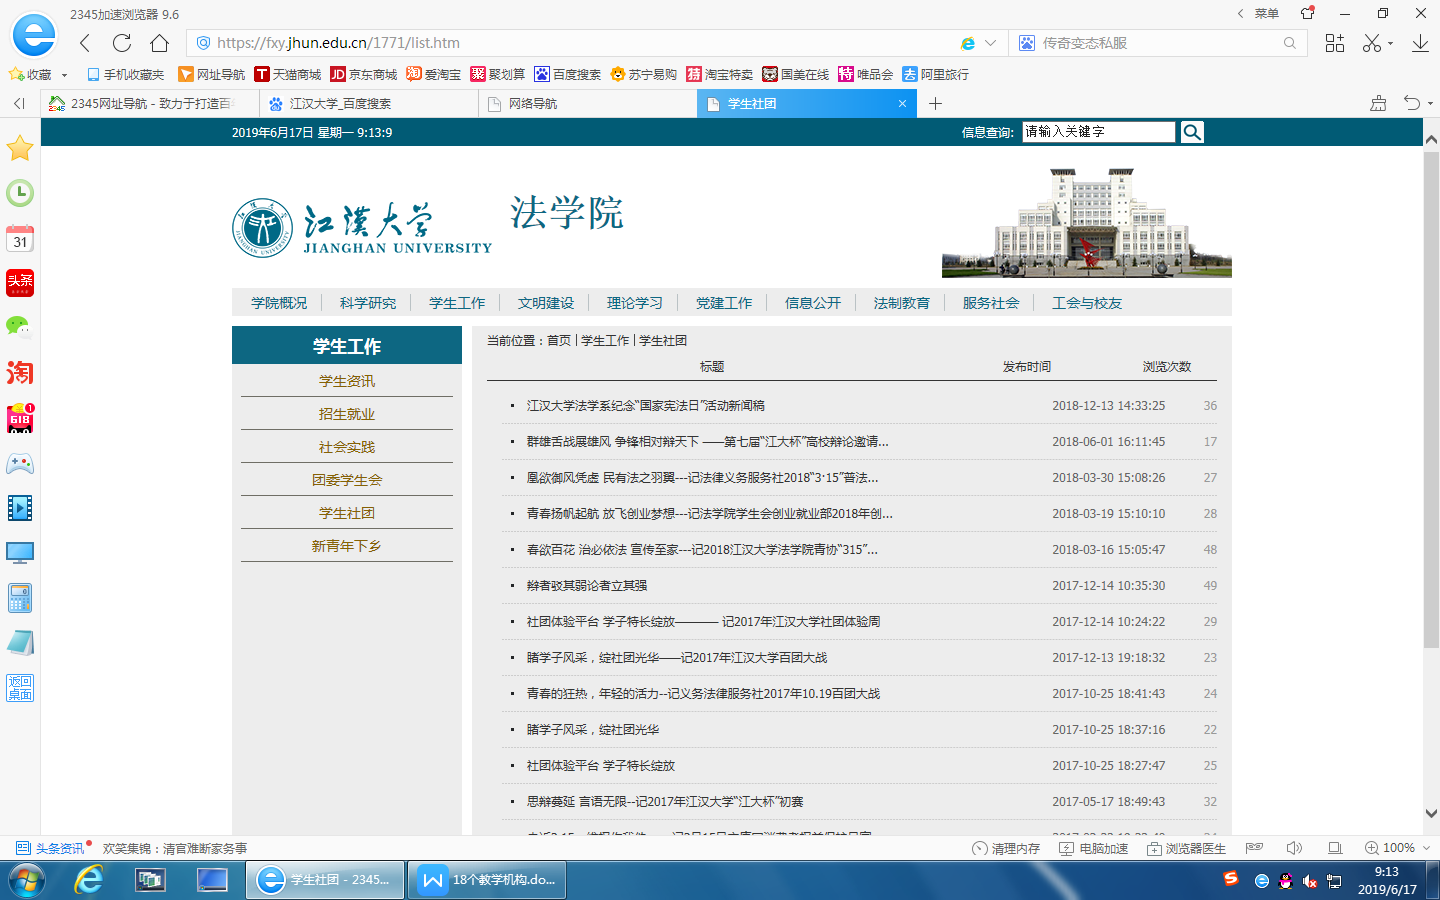 2345加速浏览器 9.6
菜单
https://fxy.jhun.edu.cn/1771/list.htm
传奇变态私服
收藏 手机收藏夹 网址导航 天猫商城 京东商城 爱淘宝 聚划算 百度搜索 苏宁易购 淘宝特卖 国美在线 唯品会 阿里旅行
2345网址导航 - 致力于打造百年
江汉大学_百度搜索
网络导航
学生社团
2019年6月17日 星期一 9:13:9
信息查询:
请输入关键字
31
头条
淘
618
1
返回
桌面
江漢大学
JIANGHAN UNIVERSITY
法学院
学院概况 科学研究 学生工作 文明建设 理论学习 党建工作 信息公开 法制教育 服务社会 工会与校友
学生工作
学生资讯
招生就业
社会实践
团委学生会
学生社团
新青年下乡
当前位置：首页 | 学生工作 | 学生社团
标题 发布时间 浏览次数
江汉大学法学系纪念“国家宪法日”活动新闻稿 2018-12-13 14:33:25 36
群雄舌战展雄风 争锋相对辩天下 ——第七届“江大杯”高校辩论邀请... 2018-06-01 16:11:45 17
凰欲御风凭虚 民有法之羽翼---记法律义务服务社2018“3·15”普法... 2018-03-30 15:08:26 27
青春扬帆起航 放飞创业梦想---记法学院学生会创业就业部2018年创... 2018-03-19 15:10:10 28
春欲百花 治必依法 宣传至家---记2018江汉大学法学院青协“315”... 2018-03-16 15:05:47 48
辩者驳其弱论者立其强 2017-12-14 10:35:30 49
社团体验平台 学子特长绽放———— 记2017年江汉大学社团体验周 2017-12-14 10:24:22 29
睹学子风采，绽社团光华——记2017年江汉大学百团大战 2017-12-13 19:18:32 23
青春的狂热，年轻的活力--记义务法律服务社2017年10.19百团大战 2017-10-25 18:41:43 24
睹学子风采，绽社团光华 2017-10-25 18:37:16 22
社团体验平台 学子特长绽放 2017-10-25 18:27:47 25
思辩蔓延 言语无限--记2017年江汉大学“江大杯”初赛 2017-05-17 18:49:43 32
头条资讯 欢笑集锦：清官难断家务事
清理内存 电脑加速 浏览器医生 100%
学生社团 - 2345...
18个教学机构.do...
9:13
2019/6/17